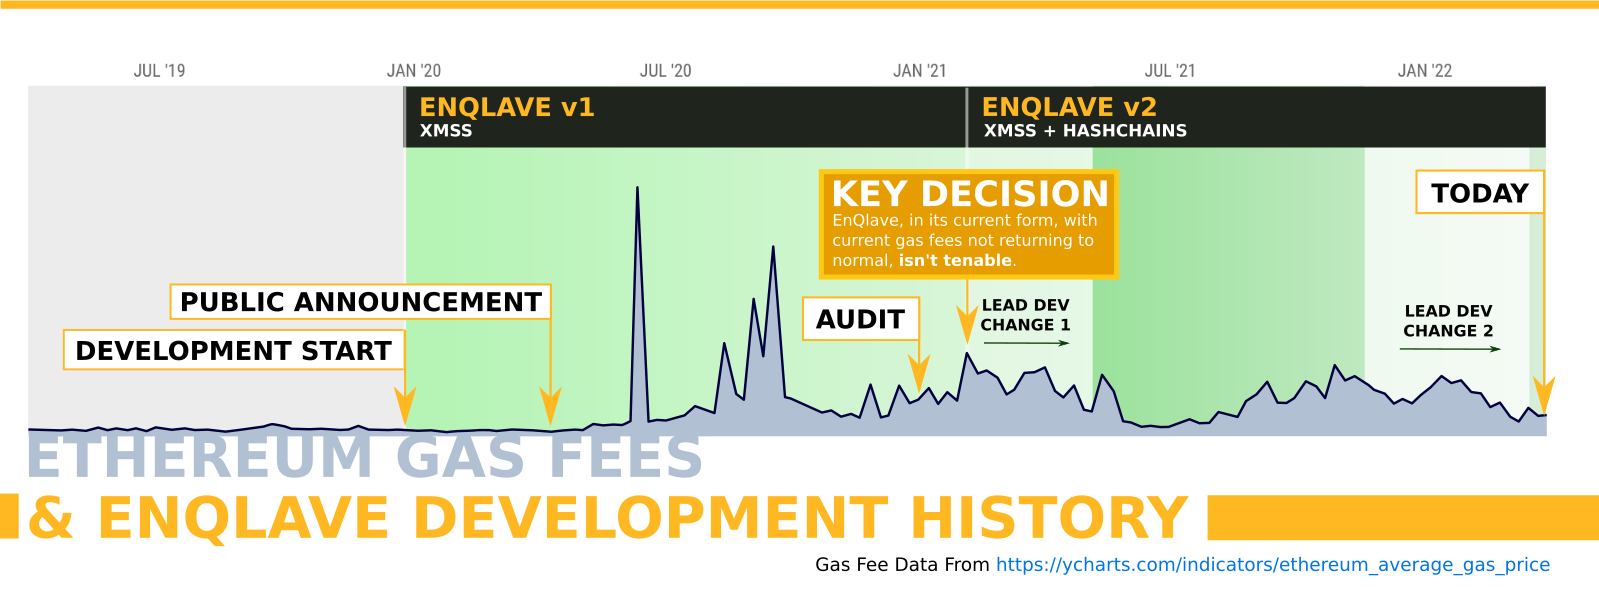 JUL '19 JAN '20 JUL '20 JAN '21 JUL '21 JAN '22
ENQLAVE v1
XMSS
ENQLAVE v2
XMSS + HASHCHAINS
KEY DECISION
EnQlave, in its current form, with
current gas fees not returning to
normal, isn't tenable.
TODAY
PUBLIC ANNOUNCEMENT
DEVELOPMENT START
AUDIT
LEAD DEV
CHANGE 1
LEAD DEV
CHANGE 2
ETHEREUM GAS FEES
& ENQLAVE DEVELOPMENT HISTORY
Gas Fee Data From https://ycharts.com/indicators/ethereum_average_gas_price